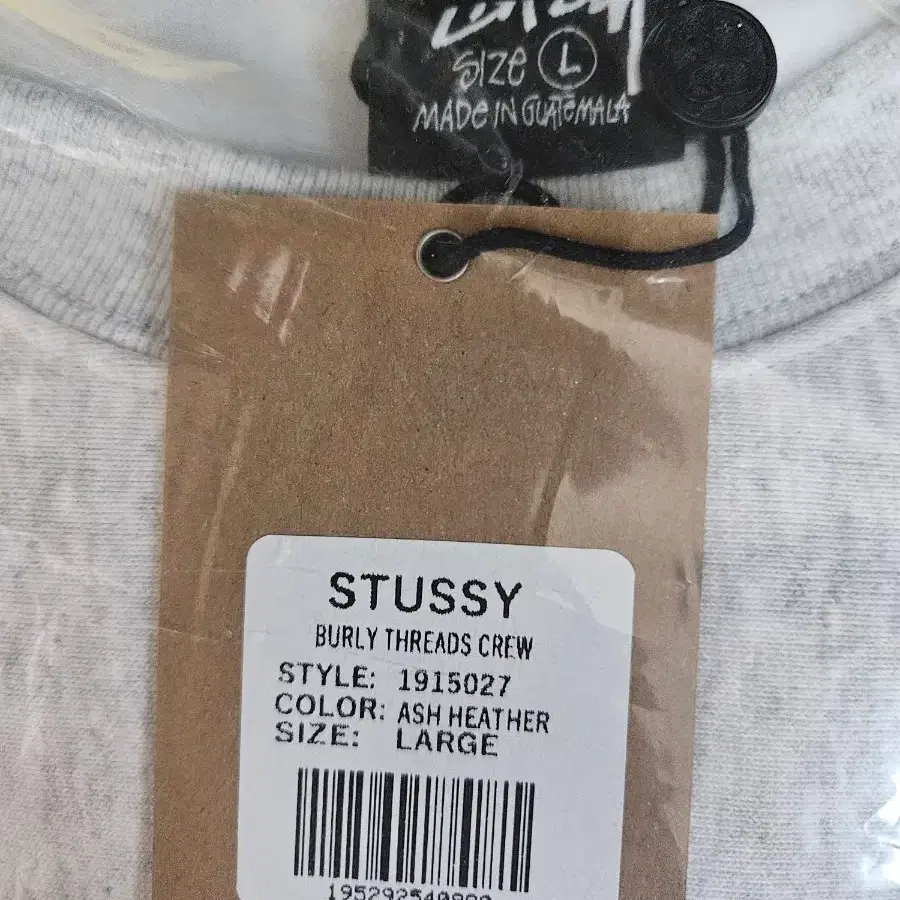 SIZE L
MADE IN GUATEMALA
STUSSY
BURLY THREADS CREW
STYLE: 1915027
COLOR: ASH HEATHER
SIZE: LARGE